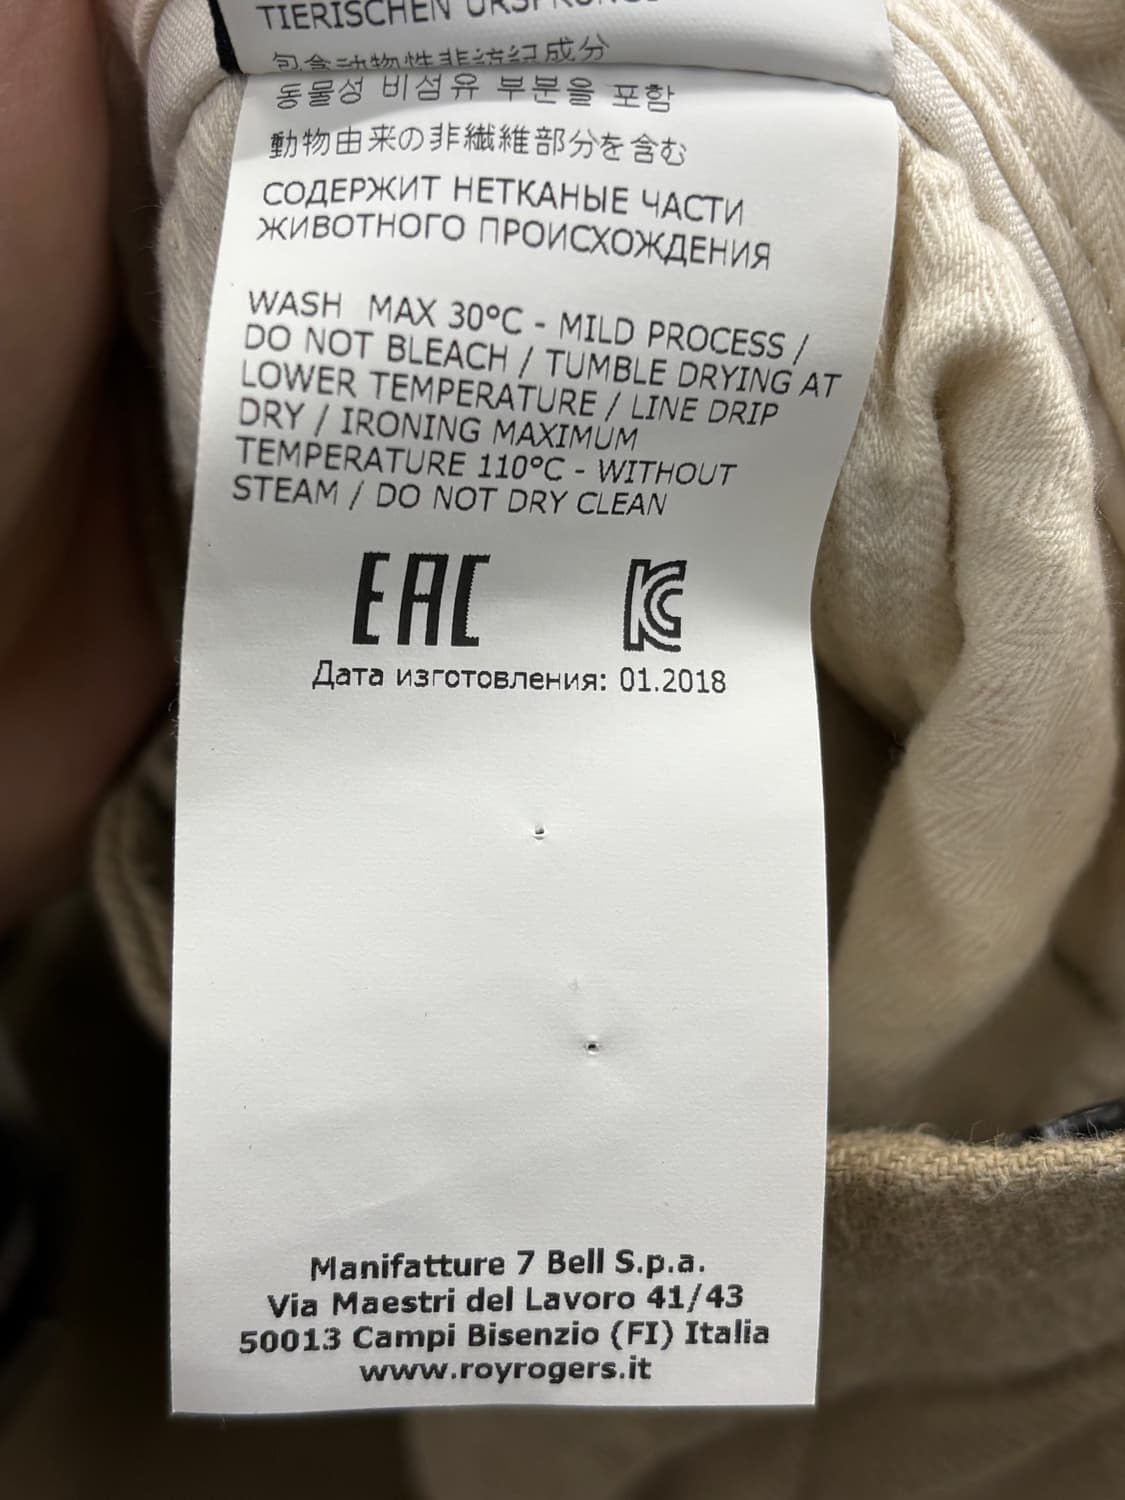 TIERISCHEN URSPRUNGS
包含动物性非纺织成分
동물성 비섬유 부분을 포함
動物由来の非繊維部分を含む
СОДЕРЖИТ НЕТКАНЫЕ ЧАСТИ
ЖИВОТНОГО ПРОИСХОЖДЕНИЯ
WASH MAX 30°C - MILD PROCESS /
DO NOT BLEACH / TUMBLE DRYING AT
LOWER TEMPERATURE / LINE DRIP
DRY / IRONING MAXIMUM
TEMPERATURE 110°C - WITHOUT
STEAM / DO NOT DRY CLEAN
EAC KC
Дата изготовления: 01.2018
Manifatture 7 Bell S.p.a.
Via Maestri del Lavoro 41/43
50013 Campi Bisenzio (FI) Italia
www.royrogers.it